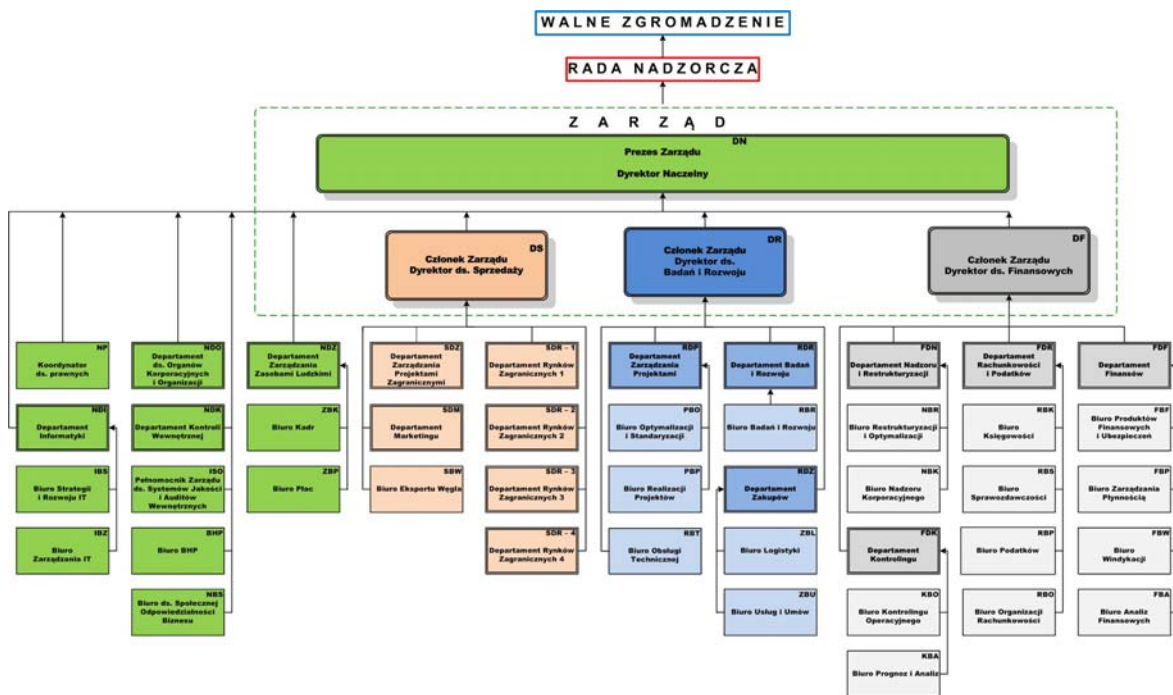 WALNE ZGROMADZENIE
RADA NADZORCZA
ZARZĄD
DN
Prezes Zarządu
Dyrektor Naczelny
DS
Członek Zarządu
Dyrektor ds. Sprzedaży
DR
Członek Zarządu
Dyrektor ds.
Badań i Rozwoju
DF
Członek Zarządu
Dyrektor ds. Finansowych
NP
Koordynator
ds. prawnych
NDI
Departament
Informatyki
IBS
Biuro Strategii
i Rozwoju IT
IBZ
Biuro
Zarządzania IT
NDO
Departament
ds. Organów
Korporacyjnych
i Organizacji
NDK
Departament Kontroli
Wewnętrznej
ISO
Pełnomocnik Zarządu
ds. Systemów Jakości
i Auditów
Wewnętrznych
BHP
Biuro BHP
NBS
Biuro ds. Społecznej
Odpowiedzialności
Biznesu
NDZ
Departament
Zarządzania
Zasobami Ludzkimi
ZBK
Biuro Kadr
ZBP
Biuro Płac
SDZ
Departament
Zarządzania
Projektami
Zagranicznymi
SDM
Departament
Marketingu
SBW
Biuro Eksportu Węgla
SDR - 1
Departament Rynków
Zagranicznych 1
SDR - 2
Departament Rynków
Zagranicznych 2
SDR - 3
Departament Rynków
Zagranicznych 3
SDR - 4
Departament Rynków
Zagranicznych 4
RDP
Departament
Zarządzania
Projektami
PBO
Biuro Optymalizacji
i Standaryzacji
PBP
Biuro Realizacji
Projektów
RBT
Biuro Obsługi
Technicznej
RDR
Departament Badań
i Rozwoju
RBR
Biuro Badań i Rozwoju
RDZ
Departament
Zakupów
ZBL
Biuro Logistyki
ZBU
Biuro Usług i Umów
FDN
Departament Nadzoru
i Restrukturyzacji
NBR
Biuro Restrukturyzacji
i Optymalizacji
NBK
Biuro Nadzoru
Korporacyjnego
FDK
Departament
Kontrolingu
KBO
Biuro Kontrolingu
Operacyjnego
KBA
Biuro Prognoz i Analiz
FDR
Departament
Rachunkowości
i Podatków
RBK
Biuro
Księgowości
RBS
Biuro
Sprawozdawczości
RBP
Biuro Podatków
RBO
Biuro Organizacji
Rachunkowości
FDF
Departament
Finansów
FBF
Biuro Produktów
Finansowych
i Ubezpieczeń
FBP
Biuro Zarządzania
Płynnością
FBW
Biuro
Windykacji
FBA
Biuro Analiz
Finansowych